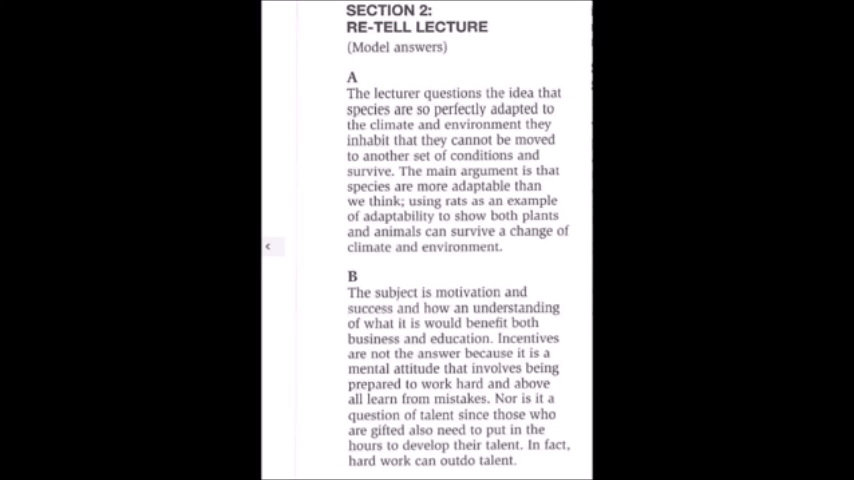 SECTION 2:
RE-TELL LECTURE
(Model answers)
A
The lecturer questions the idea that
species are so perfectly adapted to
the climate and environment they
inhabit that they cannot be moved
to another set of conditions and
survive. The main argument is that
species are more adaptable than
we think; using rats as an example
of adaptability to show both plants
and animals can survive a change of
climate and environment.
B
The subject is motivation and
success and how an understanding
of what it is would benefit both
business and education. Incentives
are not the answer because it is a
mental attitude that involves being
prepared to work hard and above
all learn from mistakes. Nor is it a
question of talent since those who
are gifted also need to put in the
hours to develop their talent. In fact,
hard work can outdo talent.